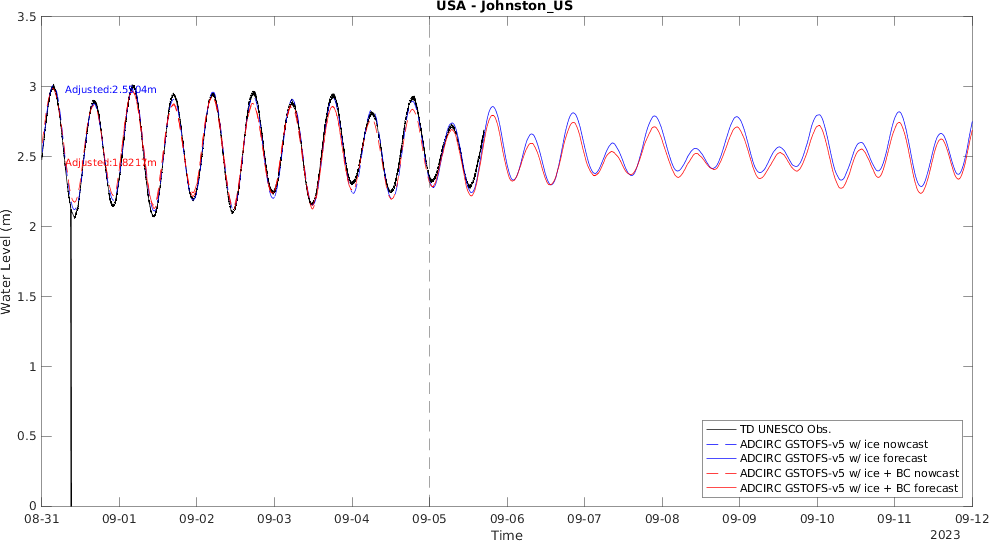 USA - Johnston_US
3.5
3
2.5
2
1.5
1
0.5
0
Water Level (m)
Adjusted:2.5504m
Adjusted:1.8217m
TD UNESCO Obs.
ADCIRC GSTOFS-v5 w/ ice nowcast
ADCIRC GSTOFS-v5 w/ ice forecast
ADCIRC GSTOFS-v5 w/ ice + BC nowcast
ADCIRC GSTOFS-v5 w/ ice + BC forecast
08-31 09-01 09-02 09-03 09-04 09-05 09-06 09-07 09-08 09-09 09-10 09-11 09-12
Time
2023